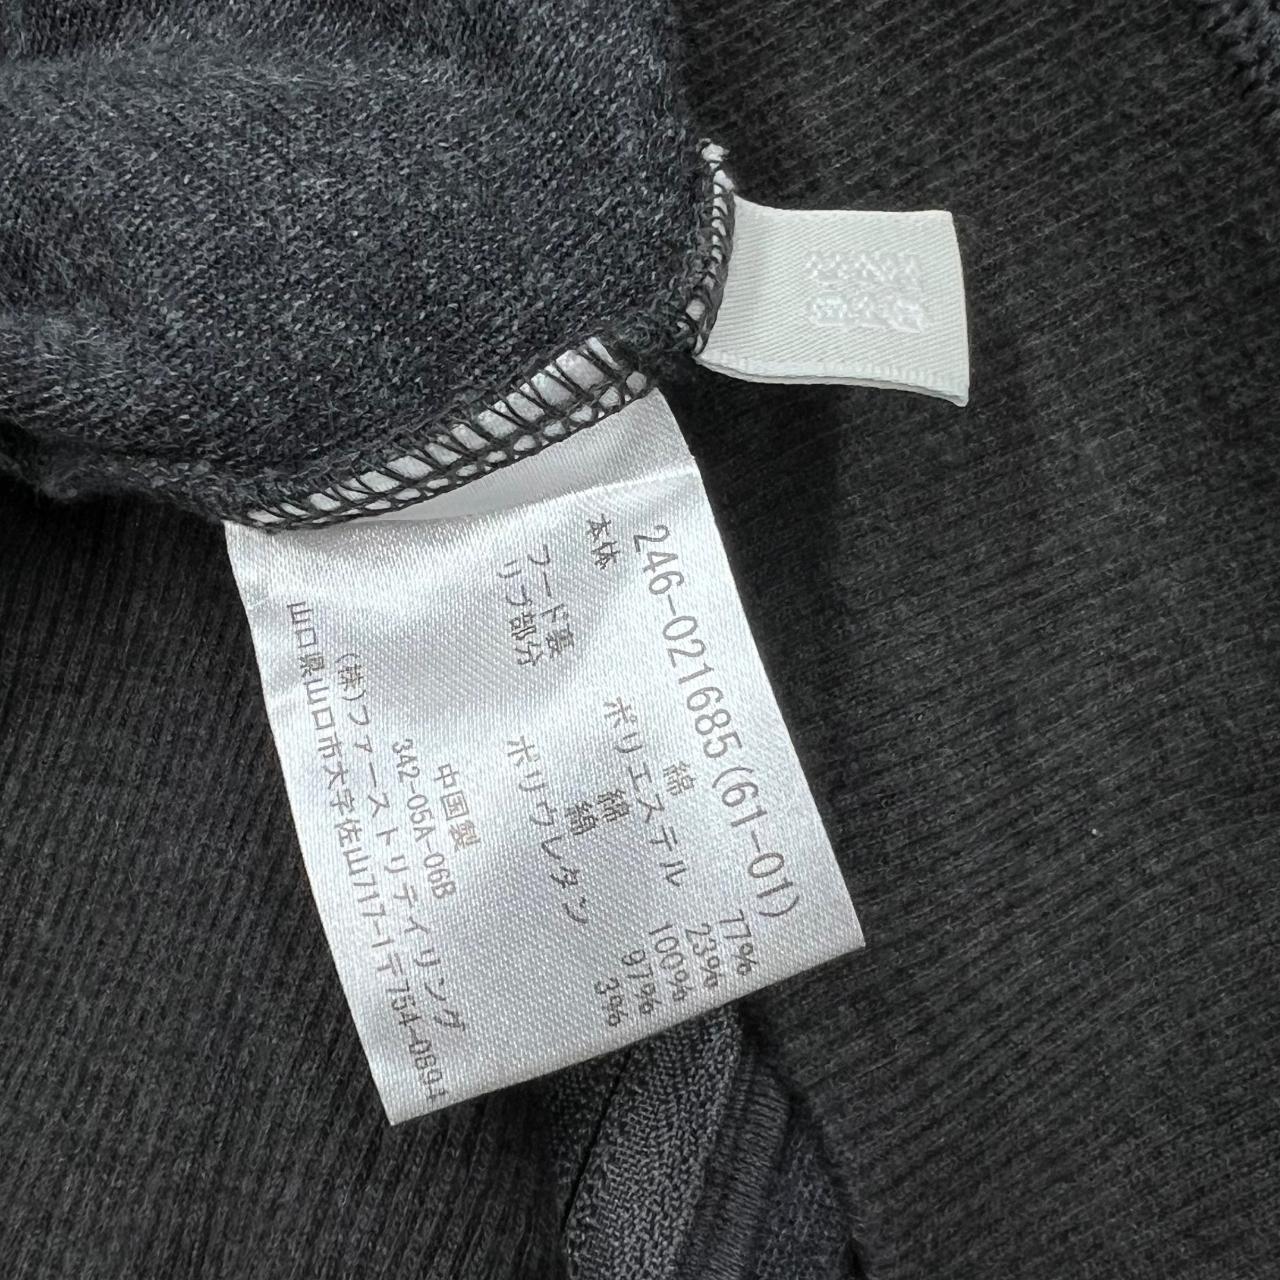 246-021685(61-01)
本体 綿 77%
ポリエステル 23%
フード裏 綿 100%
リブ部分 綿 97%
ポリウレタン 3%
中国製
342-05A-06B
(株)ファーストリテイリング
山口県山口市大字佐山717-1〒754-0894